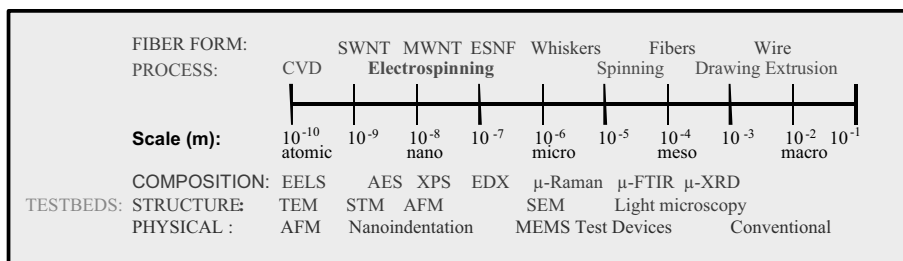 FIBER FORM: SWNT MWNT ESNF Whiskers Fibers Wire
PROCESS: CVD Electrospinning Spinning Drawing Extrusion
Scale (m): 10⁻¹⁰ 10⁻⁹ 10⁻⁸ 10⁻⁷ 10⁻⁶ 10⁻⁵ 10⁻⁴ 10⁻³ 10⁻² 10⁻¹
atomic nano micro meso macro
COMPOSITION: EELS AES XPS EDX µ-Raman µ-FTIR µ-XRD
TESTBEDS: STRUCTURE: TEM STM AFM SEM Light microscopy
PHYSICAL : AFM Nanoindentation MEMS Test Devices Conventional